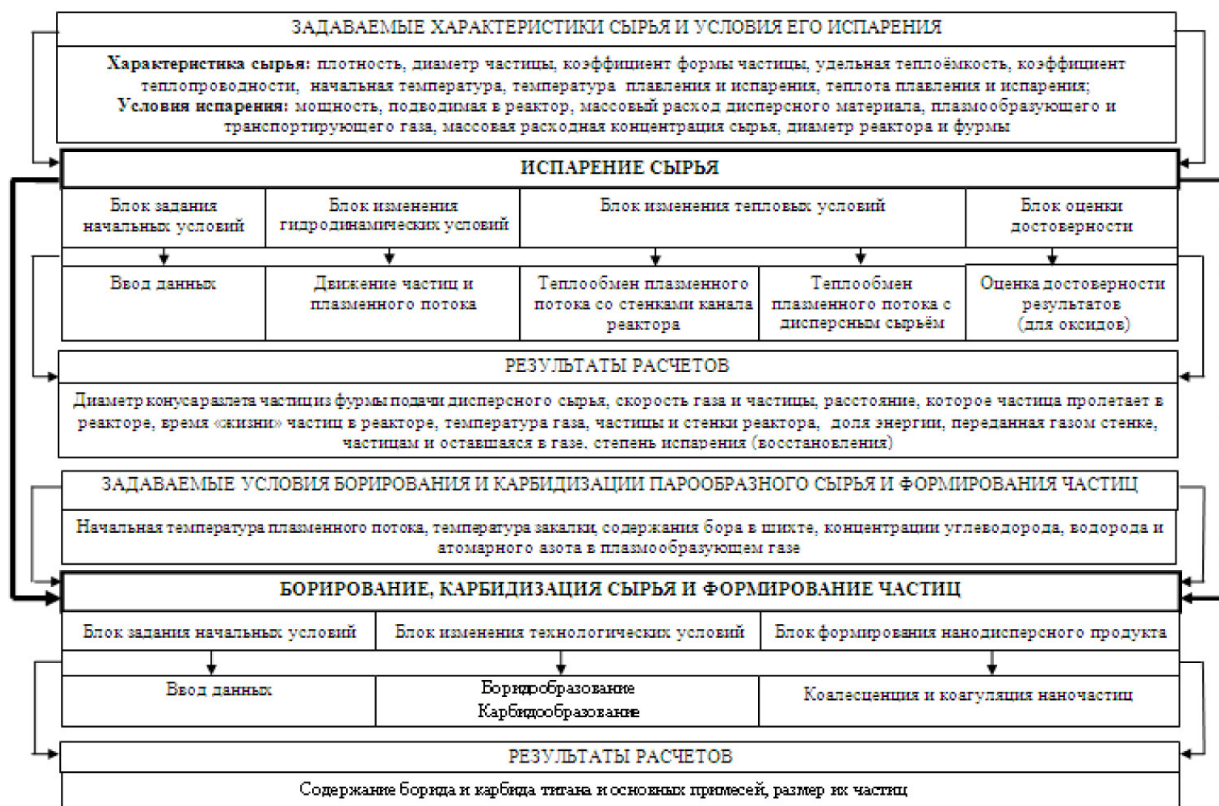 ЗАДАВАЕМЫЕ ХАРАКТЕРИСТИКИ СЫРЬЯ И УСЛОВИЯ ЕГО ИСПАРЕНИЯ
Характеристика сырья: плотность, диаметр частицы, коэффициент формы частицы, удельная теплоёмкость, коэффициент
теплопроводности, начальная температура, температура плавления и испарения, теплота плавления и испарения;
Условия испарения: мощность, подводимая в реактор, массовый расход дисперсного материала, плазмообразующего и
транспортирующего газа, массовая расходная концентрация сырья, диаметр реактора и фурмы
ИСПАРЕНИЕ СЫРЬЯ
Блок задания
начальных условий
Блок изменения
гидродинамических условий
Блок изменения тепловых условий
Блок оценки
достоверности
Ввод данных
Движение частиц и
плазменного потока
Теплообмен плазменного
потока со стенками канала
реактора
Теплообмен
плазменного потока с
дисперсным сырьём
Оценка достоверности
результатов
(для оксидов)
РЕЗУЛЬТАТЫ РАСЧЕТОВ
Диаметр конуса разлета частиц из фурмы подачи дисперсного сырья, скорость газа и частицы, расстояние, которое частица пролетает в
реакторе, время «жизни» частиц в реакторе, температура газа, частицы и стенки реактора, доля энергии, переданная газом стенке,
частицам и оставшаяся в газе, степень испарения (восстановления)
ЗАДАВАЕМЫЕ УСЛОВИЯ БОРИРОВАНИЯ И КАРБИДИЗАЦИИ ПАРООБРАЗНОГО СЫРЬЯ И ФОРМИРОВАНИЯ ЧАСТИЦ
Начальная температура плазменного потока, температура закалки, содержания бора в шихте, концентрации углеводорода, водорода и
атомарного азота в плазмообразующем газе
БОРИРОВАНИЕ, КАРБИДИЗАЦИЯ СЫРЬЯ И ФОРМИРОВАНИЕ ЧАСТИЦ
Блок задания начальных условий
Блок изменения технологических условий
Блок формирования нанодисперсного продукта
Ввод данных
Боридообразование
Карбидообразование
Коалесценция и коагуляция наночастиц
РЕЗУЛЬТАТЫ РАСЧЕТОВ
Содержание борида и карбида титана и основных примесей, размер их частиц